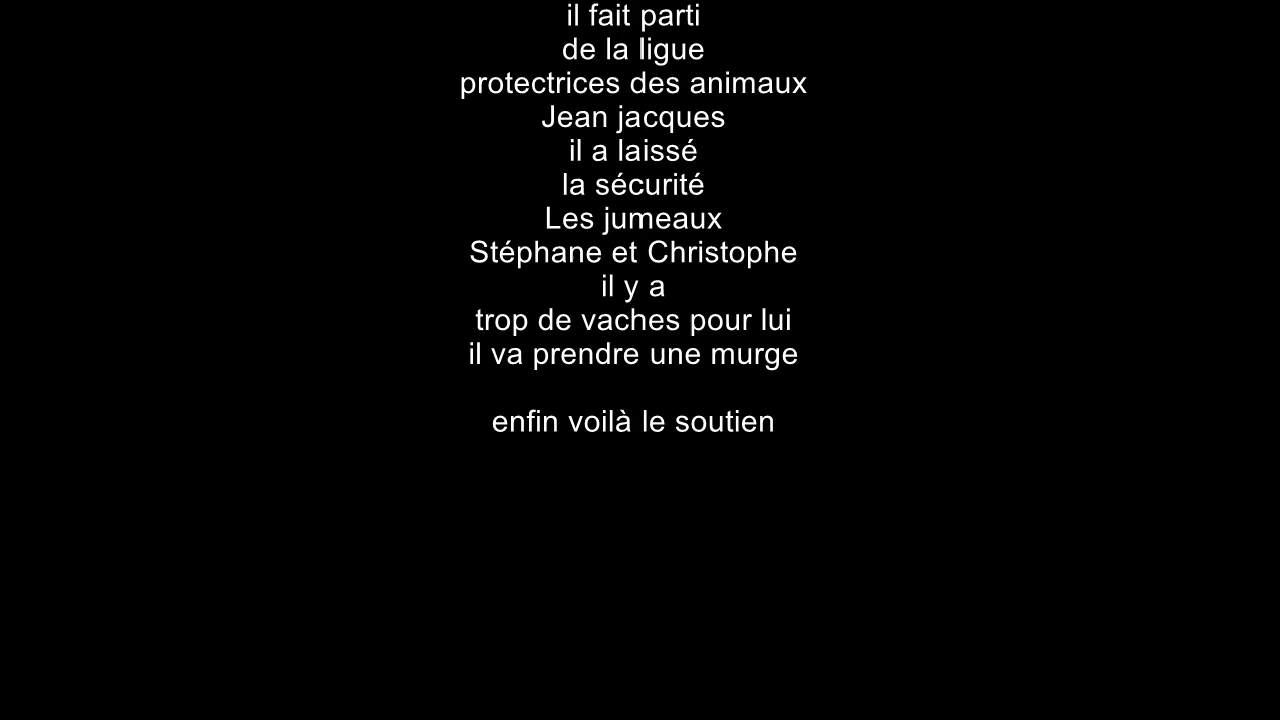 il fait parti
de la ligue
protectrices des animaux
Jean jacques
il a laissé
la sécurité
Les jumeaux
Stéphane et Christophe
il y a
trop de vaches pour lui
il va prendre une murge
enfin voilà le soutien